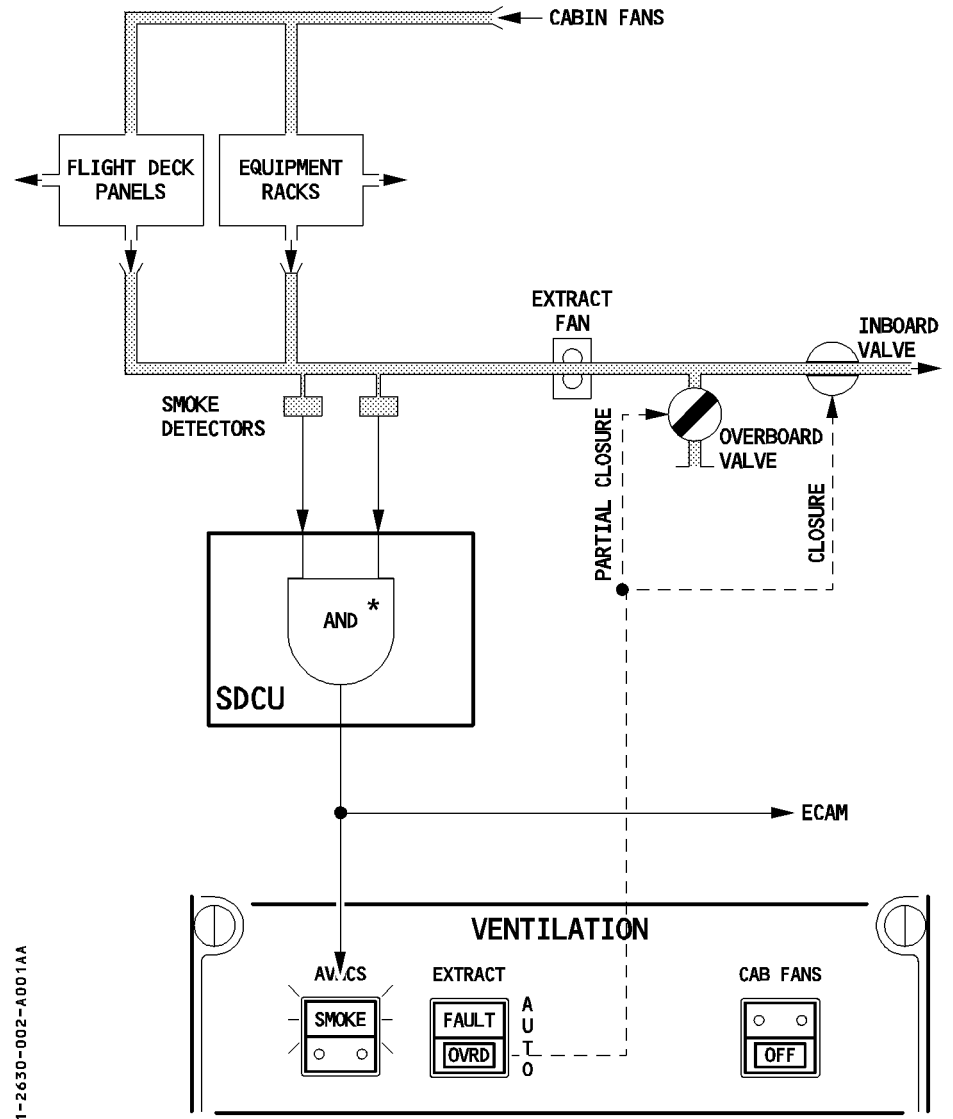 CABIN FANS
FLIGHT DECK
PANELS
EQUIPMENT
RACKS
EXTRACT
FAN
INBOARD
VALVE
SMOKE
DETECTORS
OVERBOARD
VALVE
PARTIAL CLOSURE
CLOSURE
AND *
SDCU
ECAM
VENTILATION
EXTRACT
CAB FANS
SMOKE
FAULT
OVRD
AUTO
OFF
1-2630-002-A001AA